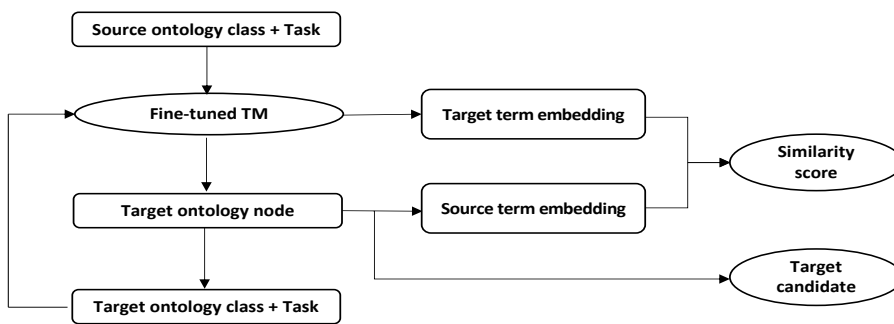 Source ontology class + Task
Fine-tuned TM
Target term embedding
Similarity
score
Target ontology node
Source term embedding
Target
candidate
Target ontology class + Task